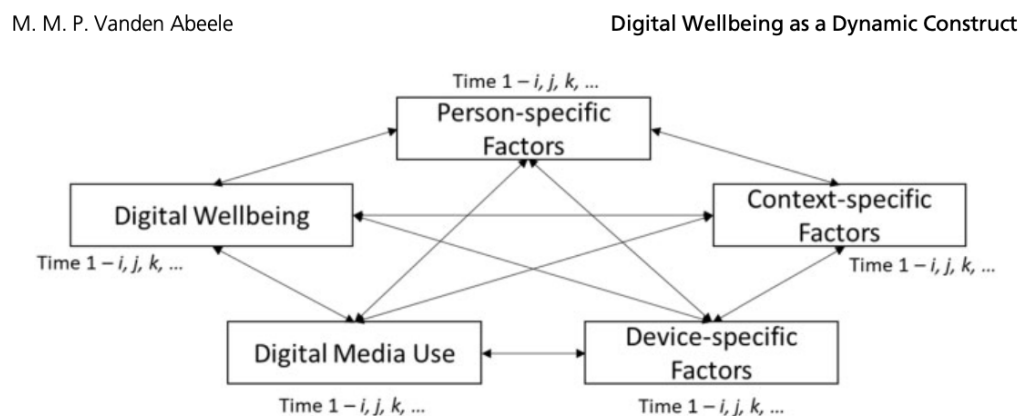 M. M. P. Vanden Abeele
Digital Wellbeing as a Dynamic Construct
Time 1 – i, j, k, ...
Person-specific
Factors
Digital Wellbeing
Context-specific
Factors
Time 1 – i, j, k, ...
Time 1 – i, j, k, ...
Digital Media Use
Device-specific
Factors
Time 1 – i, j, k, ...
Time 1 – i, j, k, ...